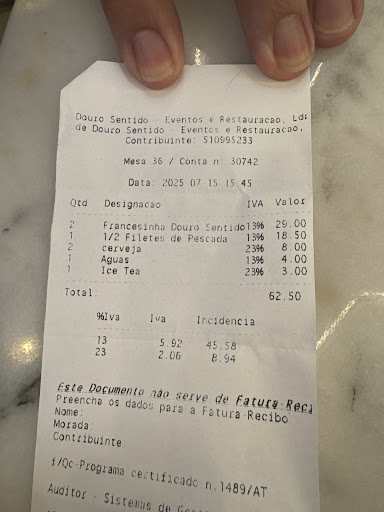 Douro Sentido - Eventos e Restauracao, Lda
de Douro Sentido - Eventos e Restauracao,
Contribuinte: 510995233
Mesa 36 / Conta n: 30742
Data: 2025-07-15 15:45
Qtd Designacao IVA Valor
2 Francesinha Douro Sentido 13% 29.00
1 1/2 Filetes de Pescada 13% 18.50
2 cerveja 23% 8.00
1 Aguas 13% 4.00
1 Ice Tea 23% 3.00
Total: 62.50
%Iva Iva Incidencia
13 5.92 45.58
23 2.06 8.94
Este Documento não serve de Fatura-Reci
Preencha os dados para a Fatura-Recibo
Nome:
Morada:
Contribuinte:
f/Qc-Programa certificado n.1489/AT
Auditor - Sistemas de